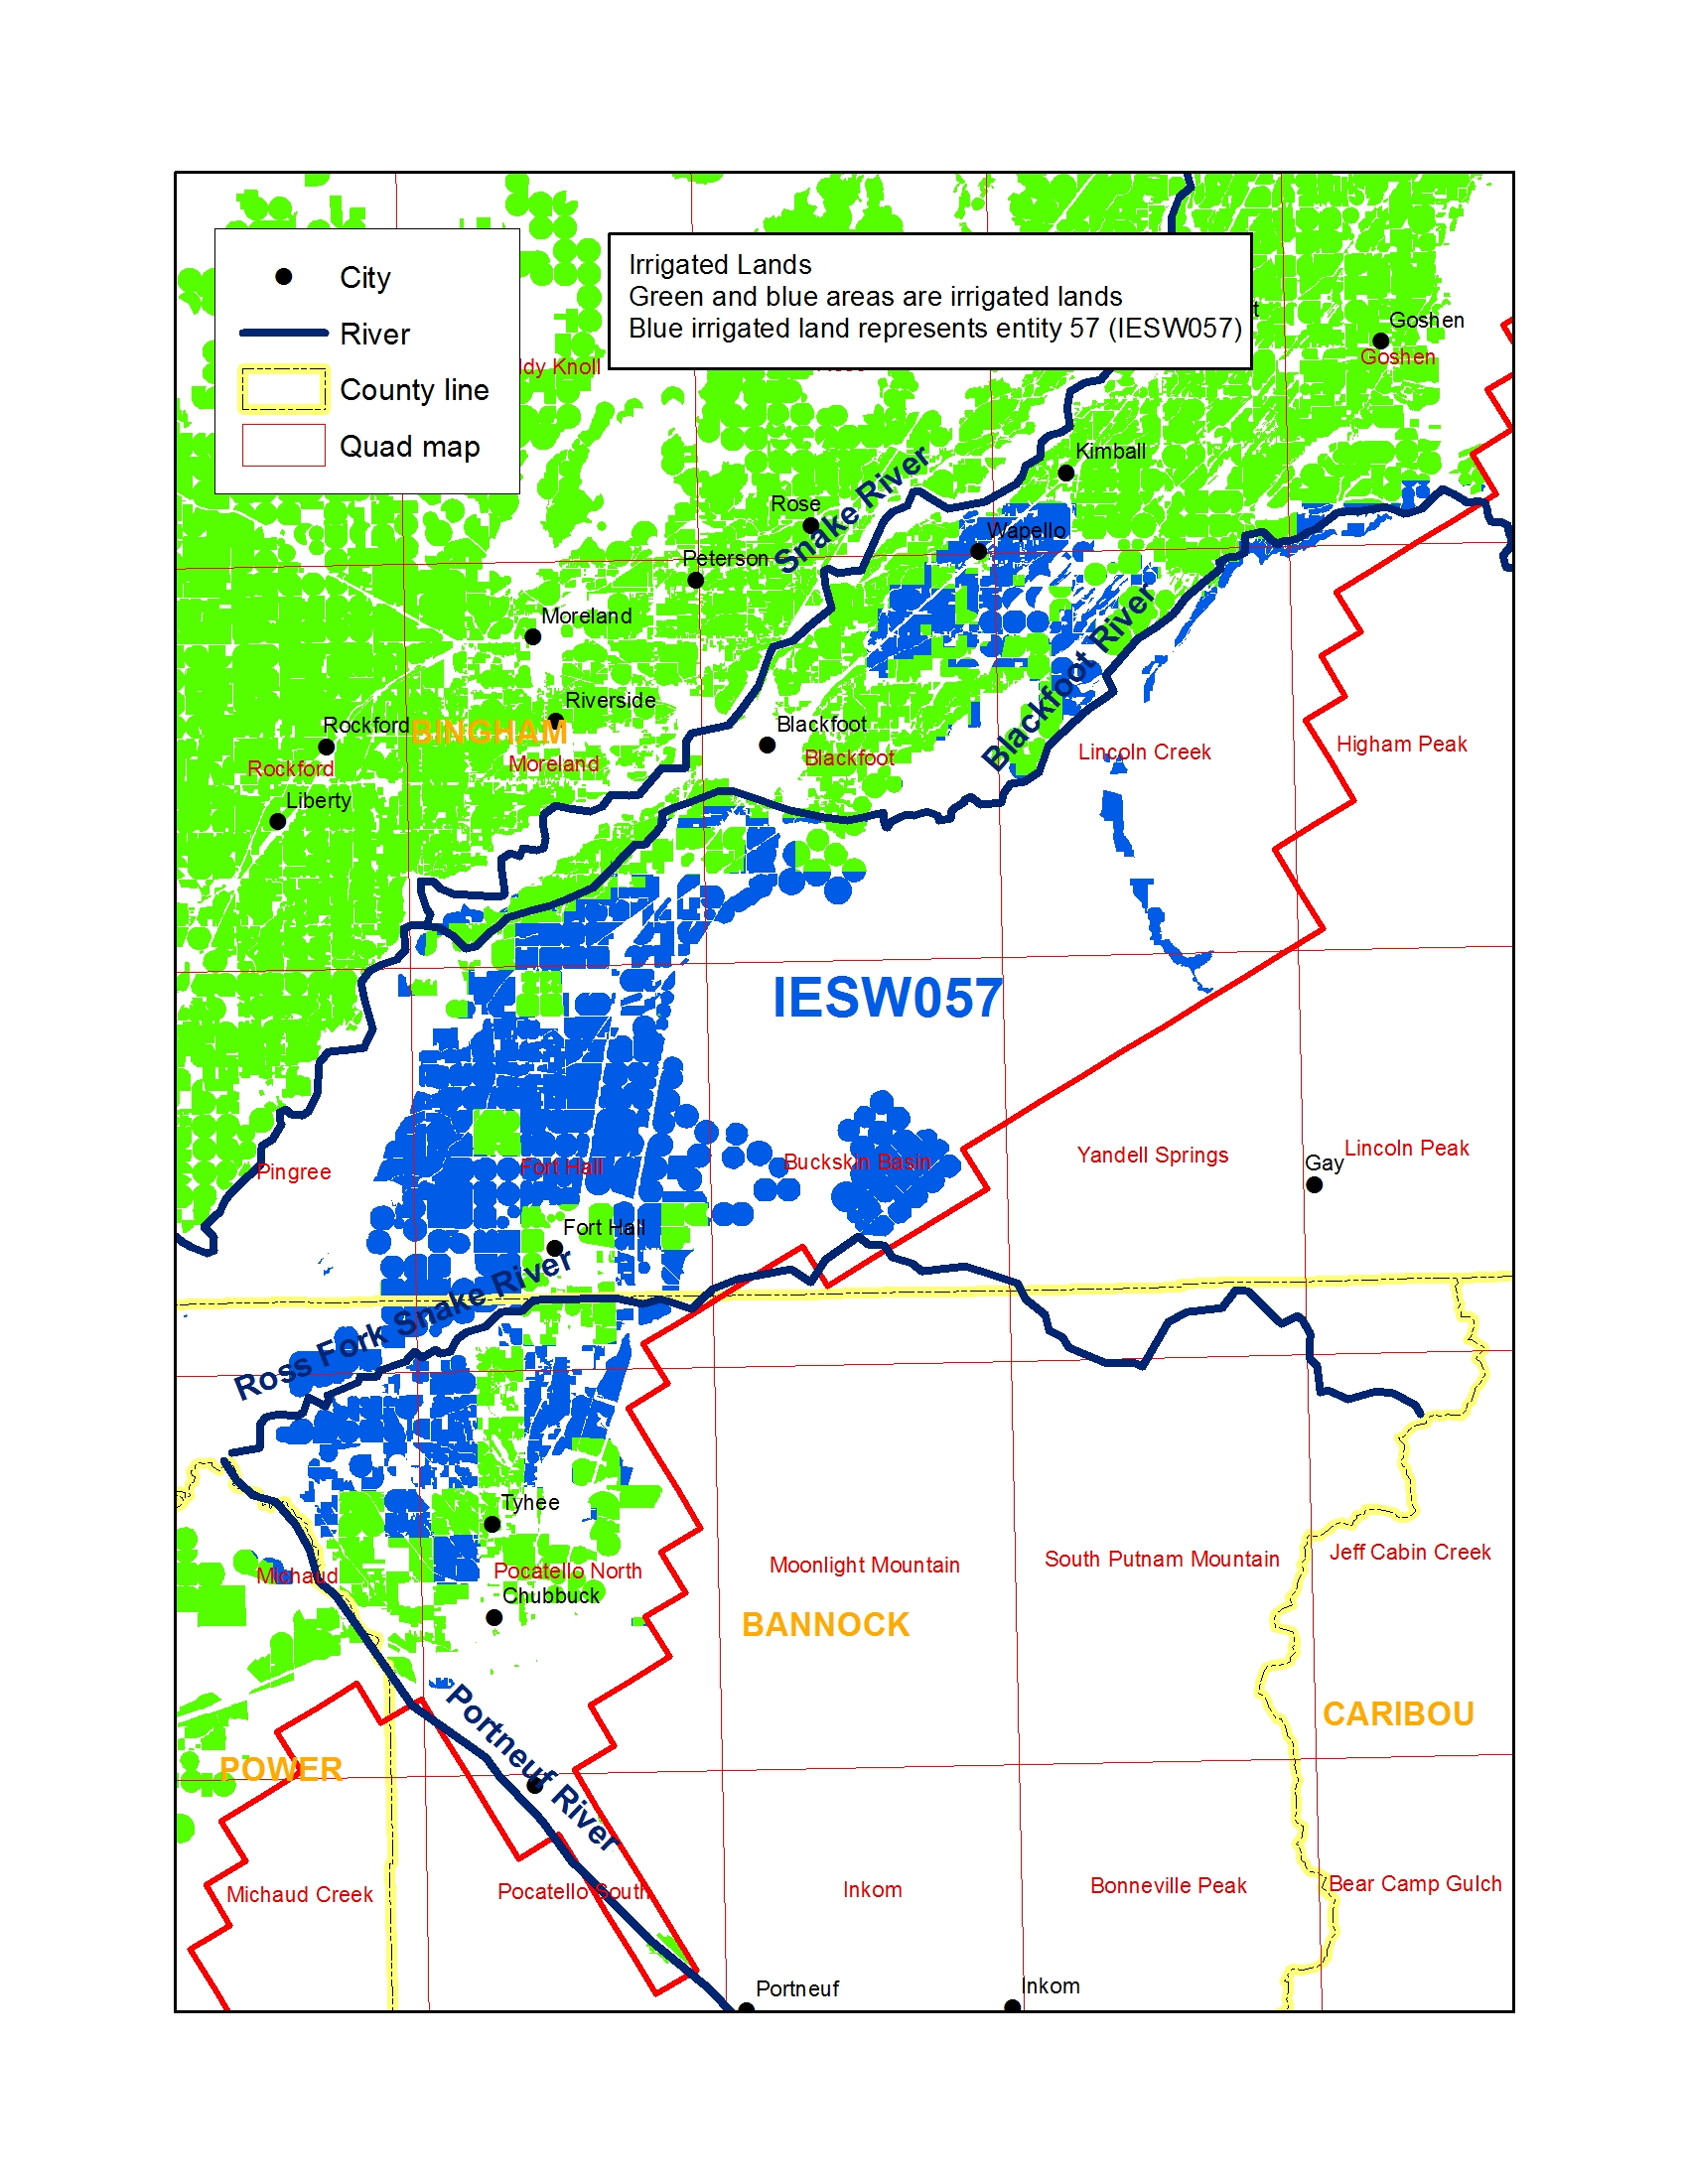 City
River
County line
Quad map
Irrigated Lands
Green and blue areas are irrigated lands
Blue irrigated land represents entity 57 (IESW057)
Goshen
Goshen
Kimball
Snake River
Rose
Wapello
Peterson
Moreland
Blackfoot River
Riverside
Rockford
BINGHAM
Blackfoot
Rockford
Moreland
Blackfoot
Lincoln Creek
Higham Peak
Liberty
IESW057
Pingree
Fort Hall
Buckskin Basin
Yandell Springs
Lincoln Peak
Gay
Fort Hall
Ross Fork Snake River
Tyhee
Michaud
Pocatello North
Moonlight Mountain
South Putnam Mountain
Jeff Cabin Creek
Chubbuck
BANNOCK
CARIBOU
Portneuf River
POWER
Michaud Creek
Pocatello South
Inkom
Bonneville Peak
Bear Camp Gulch
Portneuf
Inkom